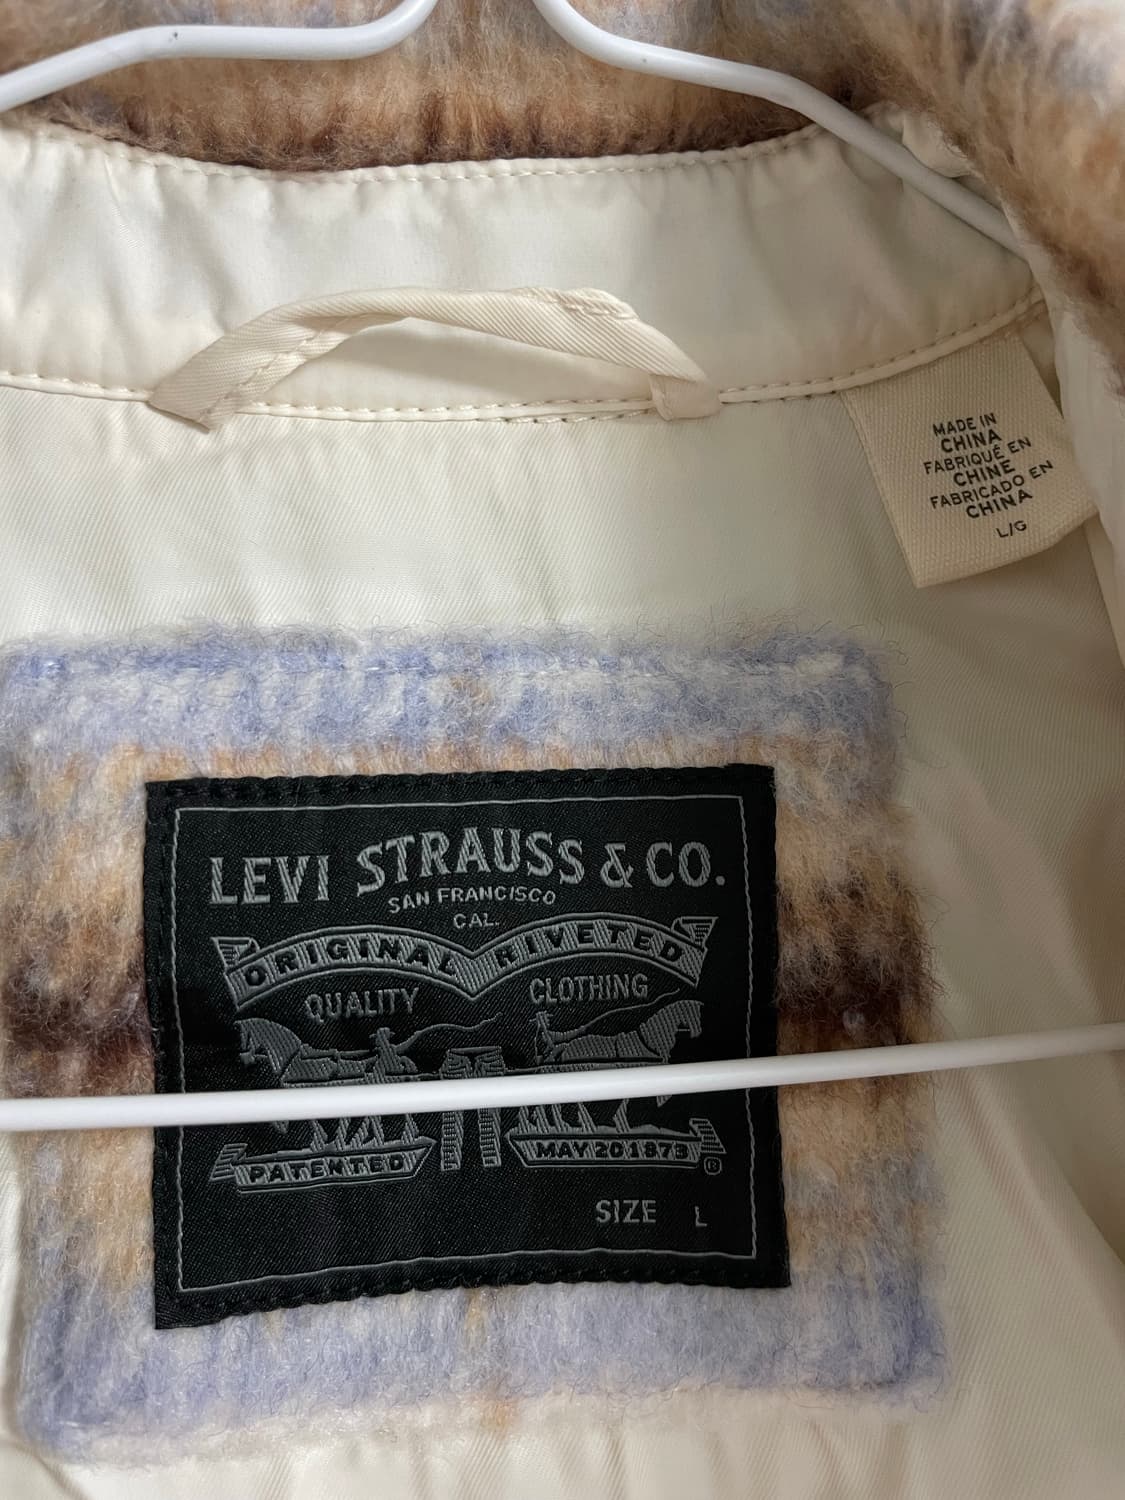 MADE IN
CHINA
FABRIQUÉ EN
CHINE
FABRICADO EN
CHINA
L/G
LEVI STRAUSS & CO.
SAN FRANCISCO
CAL.
ORIGINAL RIVETED
QUALITY CLOTHING
PATENTED MAY 20 1873 ®
SIZE L